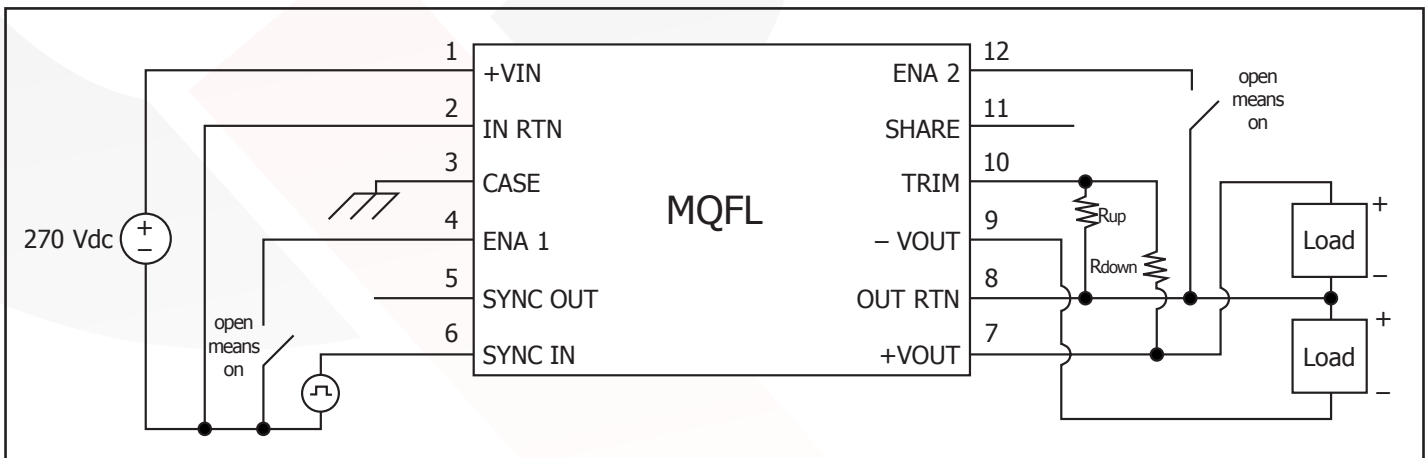 1
+VIN
2
IN RTN
3
CASE
4
ENA 1
5
SYNC OUT
6
SYNC IN
270 Vdc
+
−
open
means
on
MQFL
12
ENA 2
11
SHARE
10
TRIM
9
− VOUT
8
OUT RTN
7
+VOUT
Rup
Rdown
open
means
on
+
Load
−
+
Load
−